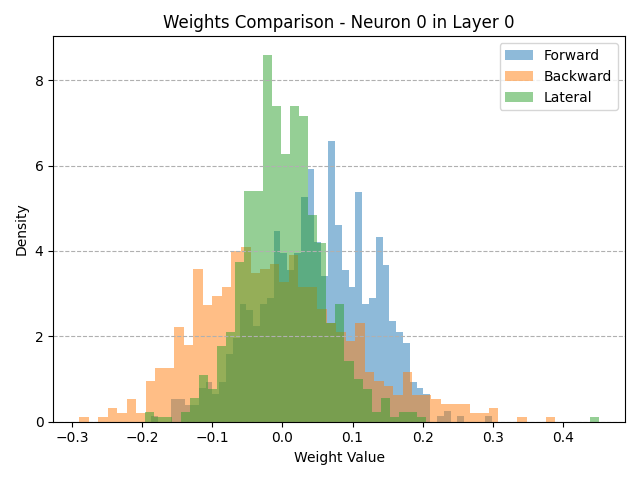 Weights Comparison - Neuron 0 in Layer 0
Forward
Backward
Lateral
8
6
4
2
0
Density
−0.3 −0.2 −0.1 0.0 0.1 0.2 0.3 0.4
Weight Value